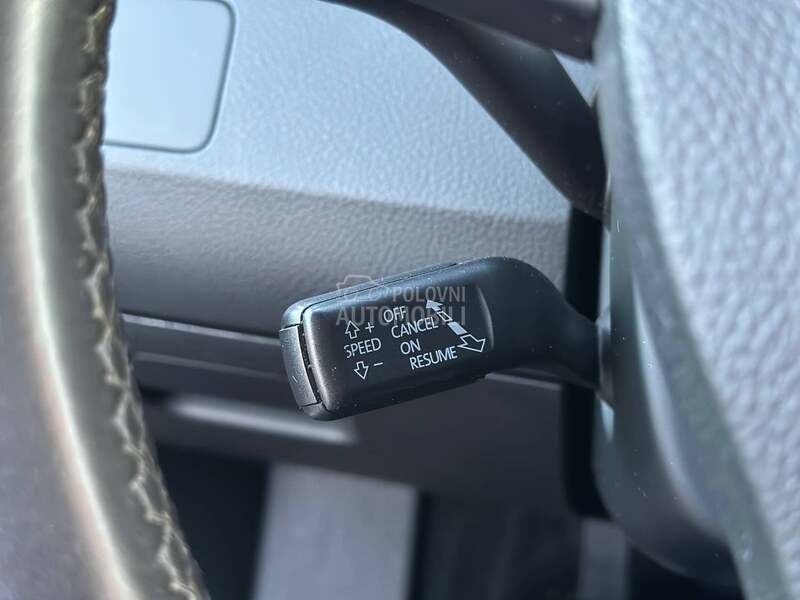 POLOVNI
AUTOMOBILI
+ OFF
CANCEL
SPEED ON
- RESUME